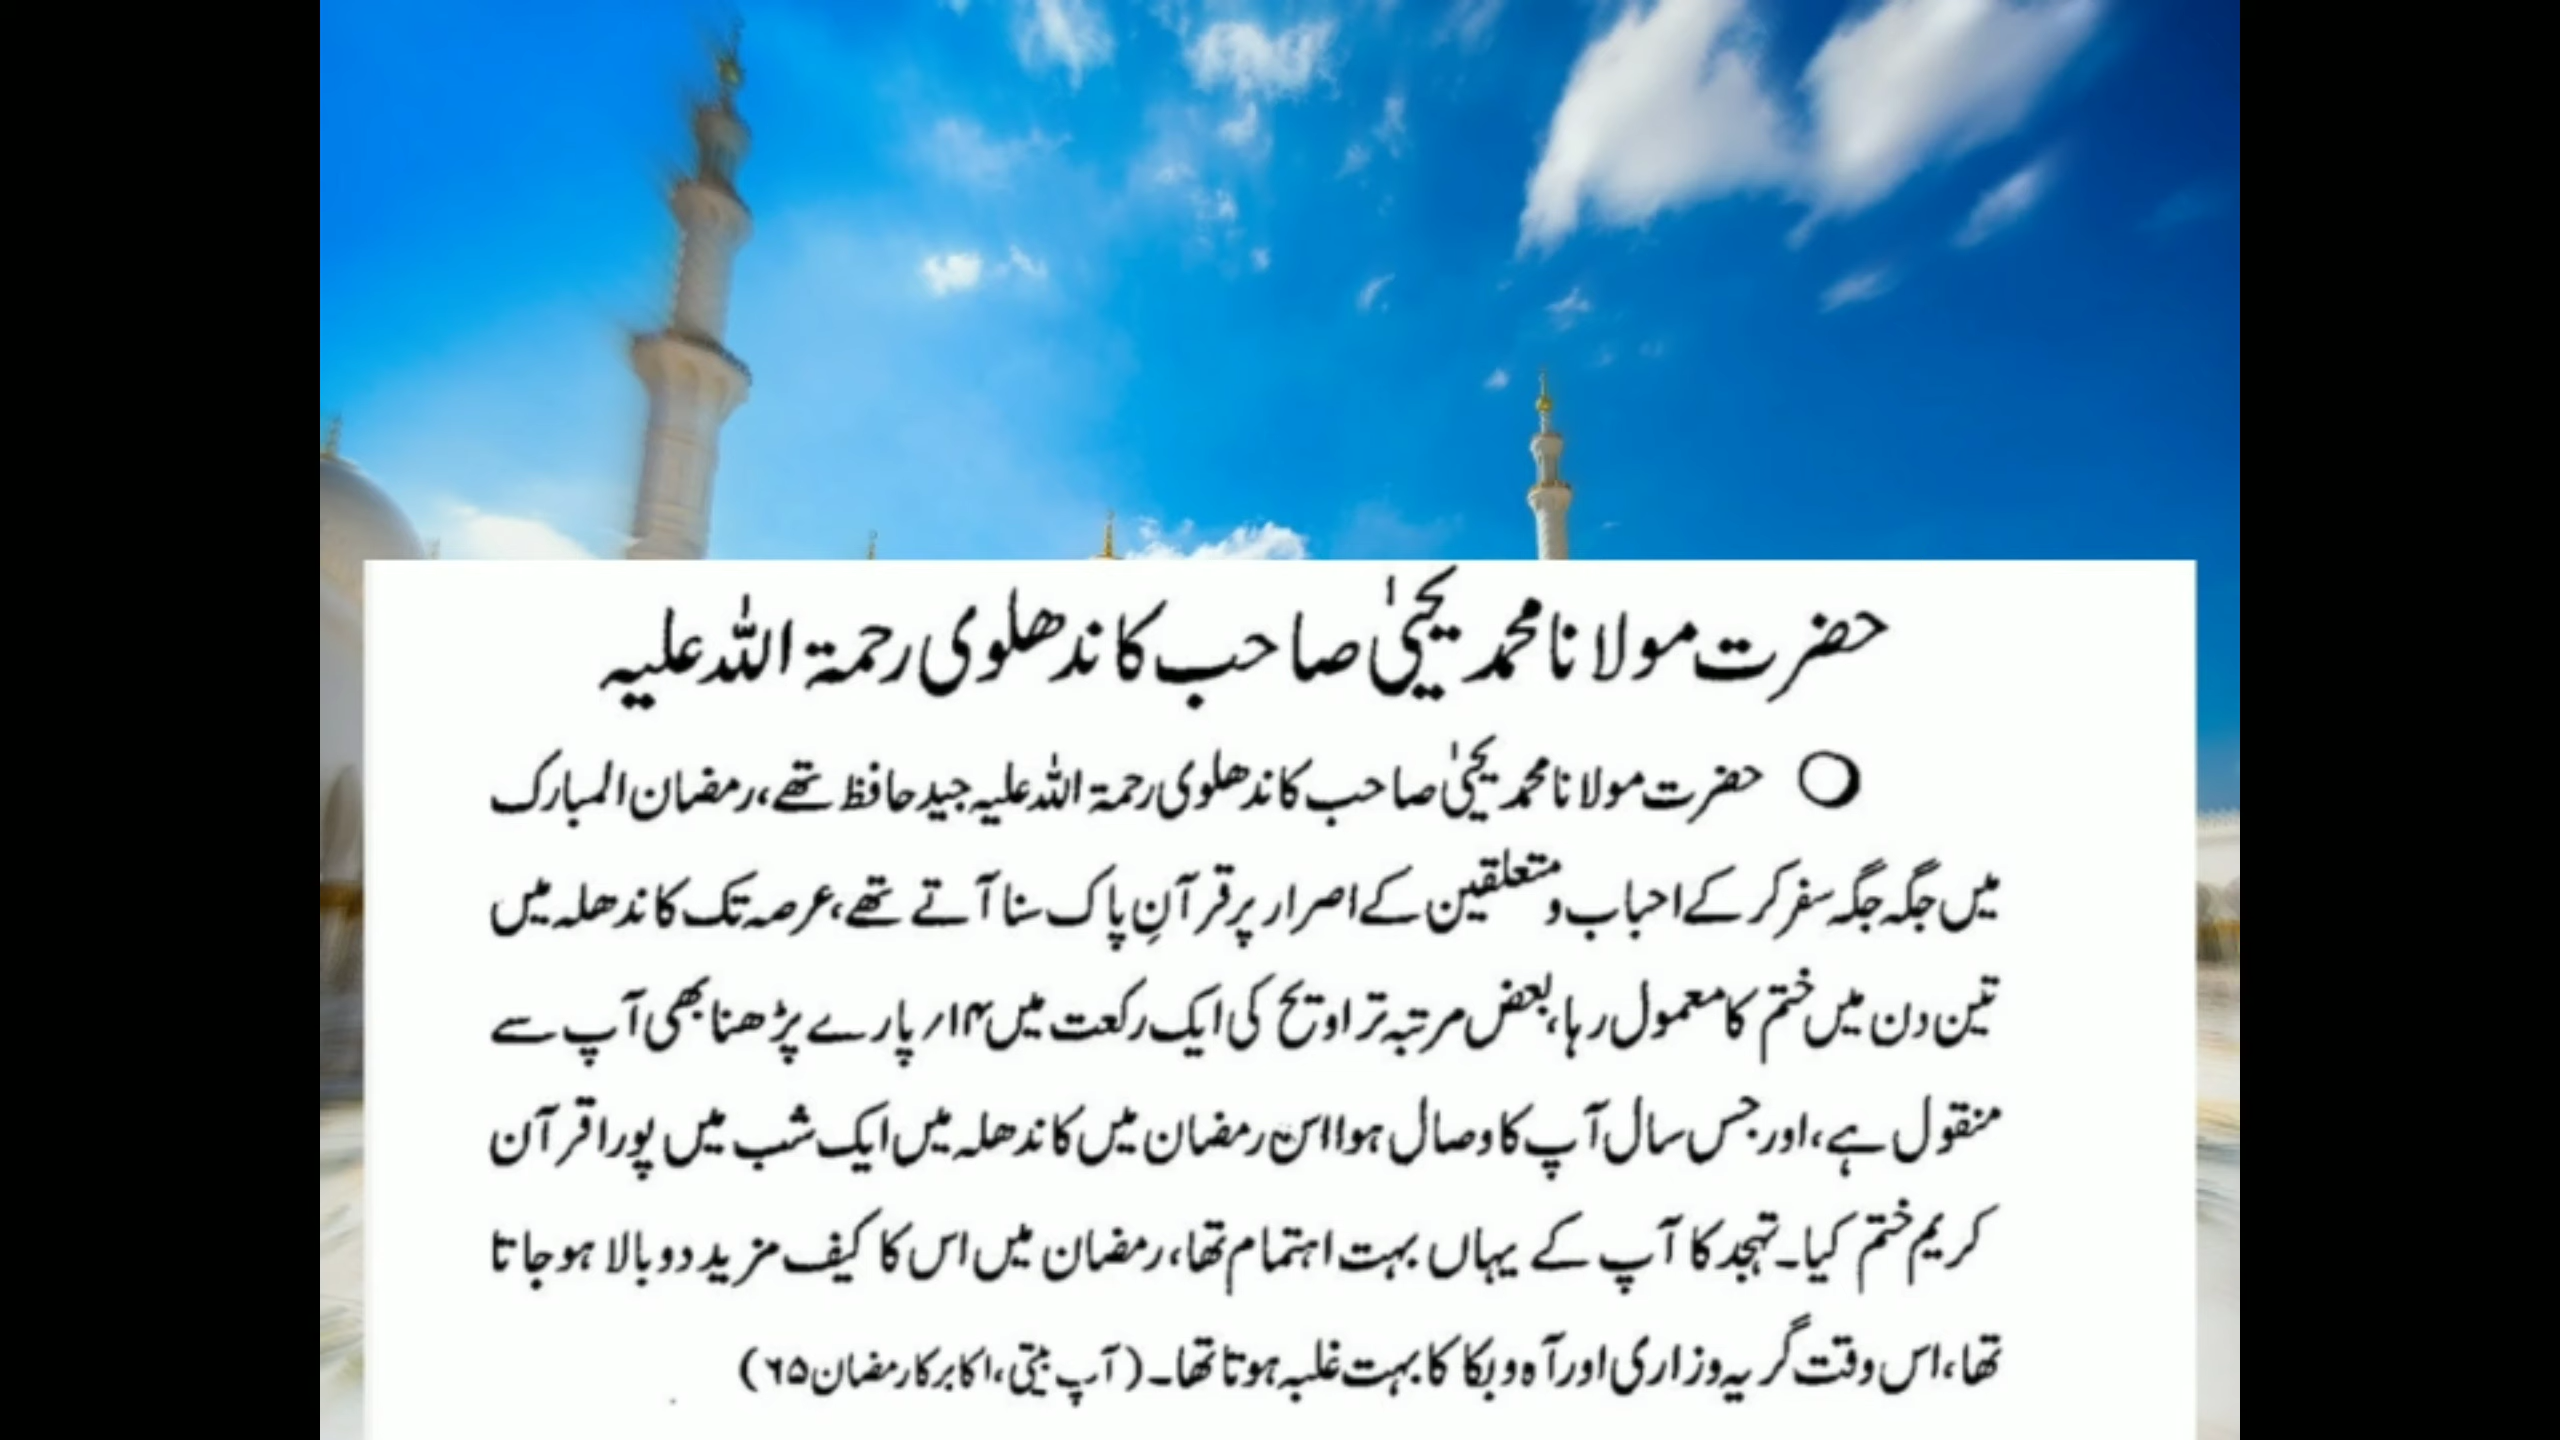 حضرت مولانا محمد یحییٰ صاحب کاندھلوی رحمۃ اللہ علیہ
○ حضرت مولانا محمد یحییٰ صاحب کاندھلوی رحمۃ اللہ علیہ جید حافظ تھے، رمضان المبارک
میں جگہ جگہ سفر کر کے احباب و متعلقین کے اصرار پر قرآنِ پاک سنا آتے تھے، عرصہ تک کاندھلہ میں
تین دن میں ختم کا معمول رہا، بعض مرتبہ تراویح کی ایک رکعت میں ۱۴؍ پارے پڑھنا بھی آپ سے
منقول ہے، اور جس سال آپ کا وصال ہوا اس رمضان میں کاندھلہ میں ایک شب میں پورا قرآن
کریم ختم کیا۔ تہجد کا آپ کے یہاں بہت اہتمام تھا، رمضان میں اس کا کیف مزید دوبالا ہو جاتا
تھا، اس وقت گریہ وزاری اور آہ و بکا کا بہت غلبہ ہوتا تھا۔ (آپ بیتی، اکابر کا رمضان ۶۵)